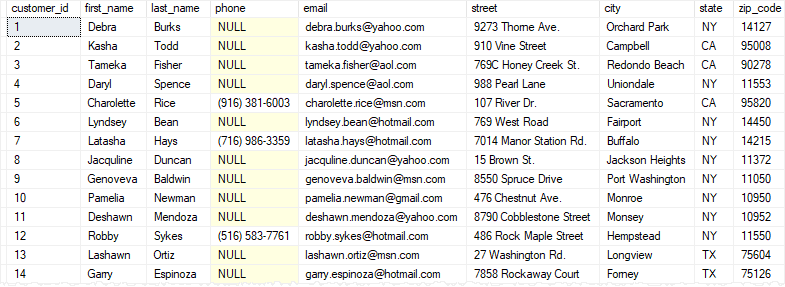 customer_id first_name last_name phone email street city state zip_code
1 Debra Burks NULL debra.burks@yahoo.com 9273 Thome Ave. Orchard Park NY 14127
2 Kasha Todd NULL kasha.todd@yahoo.com 910 Vine Street Campbell CA 95008
3 Tameka Fisher NULL tameka.fisher@aol.com 769C Honey Creek St. Redondo Beach CA 90278
4 Daryl Spence NULL daryl.spence@aol.com 988 Pearl Lane Uniondale NY 11553
5 Charolette Rice (916) 381-6003 charolette.rice@msn.com 107 River Dr. Sacramento CA 95820
6 Lyndsey Bean NULL lyndsey.bean@hotmail.com 769 West Road Fairport NY 14450
7 Latasha Hays (716) 986-3359 latasha.hays@hotmail.com 7014 Manor Station Rd. Buffalo NY 14215
8 Jacquline Duncan NULL jacquline.duncan@yahoo.com 15 Brown St. Jackson Heights NY 11372
9 Genoveva Baldwin NULL genoveva.baldwin@msn.com 8550 Spruce Drive Port Washington NY 11050
10 Pamelia Newman NULL pamelia.newman@gmail.com 476 Chestnut Ave. Monroe NY 10950
11 Deshawn Mendoza NULL deshawn.mendoza@yahoo.com 8790 Cobblestone Street Monsey NY 10952
12 Robby Sykes (516) 583-7761 robby.sykes@hotmail.com 486 Rock Maple Street Hempstead NY 11550
13 Lashawn Ortiz NULL lashawn.ortiz@msn.com 27 Washington Rd. Longview TX 75604
14 Garry Espinoza NULL garry.espinoza@hotmail.com 7858 Rockaway Court Forney TX 75126